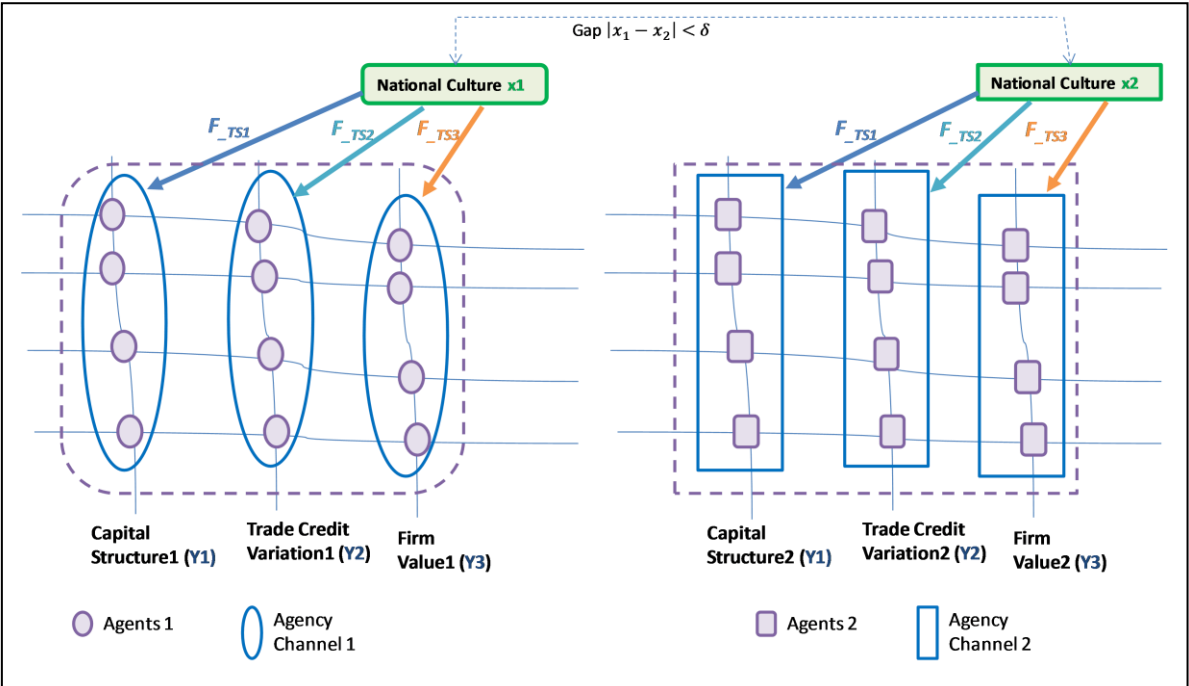 Gap |x₁ − x₂| < δ
National Culture x1
National Culture x2
F_TS1
F_TS2
F_TS3
F_TS1
F_TS2
F_TS3
Capital
Structure1 (Y1)
Trade Credit
Variation1 (Y2)
Firm
Value1 (Y3)
Capital
Structure2 (Y1)
Trade Credit
Variation2 (Y2)
Firm
Value2 (Y3)
Agents 1
Agency
Channel 1
Agents 2
Agency
Channel 2